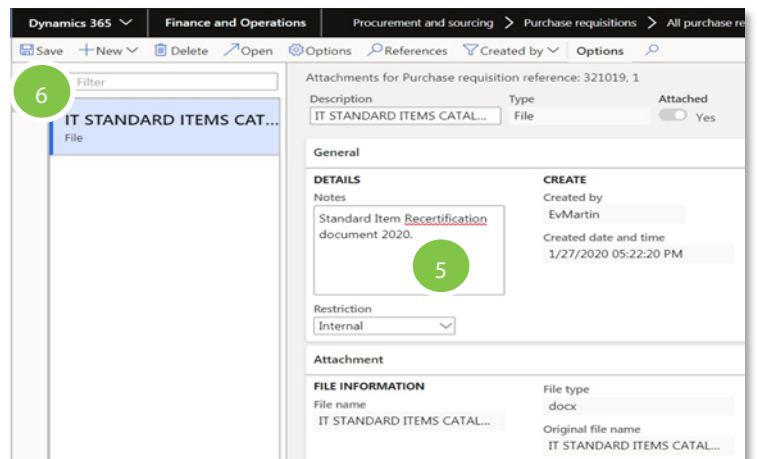 Dynamics 365 Finance and Operations Procurement and sourcing > Purchase requisitions > All purchase re
Save New Delete Open Options References Created by Options
Filter
6
IT STANDARD ITEMS CAT...
File
Attachments for Purchase requisition reference: 321019, 1
Description Type Attached
IT STANDARD ITEMS CATAL... File Yes
General
DETAILS CREATE
Notes Created by
Standard Item Recertification EvMartin
document 2020.
Created date and time
1/27/2020 05:22:20 PM
5
Restriction
Internal
Attachment
FILE INFORMATION File type
File name docx
IT STANDARD ITEMS CATAL...
Original file name
IT STANDARD ITEMS CATAL...